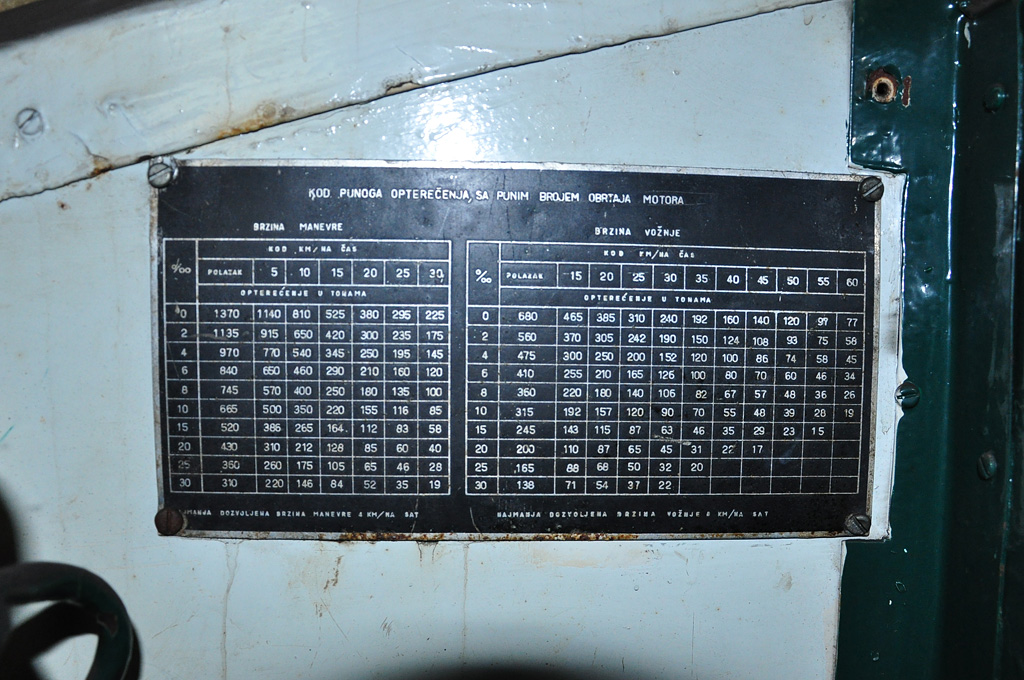 KOD PUNOGA OPTEREČENJA, SA PUNIM BROJEM OBRTAJA MOTORA
BRZINA MANEVRE
‰ KOD KM/NA ČAS
POLAZAK 5 10 15 20 25 30
OPTEREĆENJE U TONAMA
0 1370 1140 810 525 380 295 225
2 1135 915 650 420 300 235 175
4 970 770 540 345 250 195 145
6 840 650 460 290 210 160 120
8 745 570 400 250 180 135 100
10 665 500 350 220 155 116 85
15 520 386 265 164 112 83 58
20 430 310 212 128 85 60 40
25 360 260 175 105 65 46 28
30 310 220 146 84 52 35 19
NAJMANJA DOZVOLJENA BRZINA MANEVRE 4 KM/NA SAT
BRZINA VOŽNJE
‰ KOD KM/NA ČAS
POLAZAK 15 20 25 30 35 40 45 50 55 60
OPTEREĆENJE U TONAMA
0 680 465 385 310 240 192 160 140 120 97 77
2 560 370 305 242 190 150 124 108 93 75 58
4 475 300 250 200 152 120 100 86 74 58 45
6 410 255 210 165 126 100 80 70 60 46 34
8 360 220 180 140 106 82 67 57 48 36 26
10 315 192 157 120 90 70 55 48 39 28 19
15 245 143 115 87 63 46 35 29 23 15
20 200 110 87 65 45 31 22 17
25 165 88 68 50 32 20
30 138 71 54 37 22
NAJMANJA DOZVOLJENA BRZINA VOŽNJE 8 KM/NA SAT